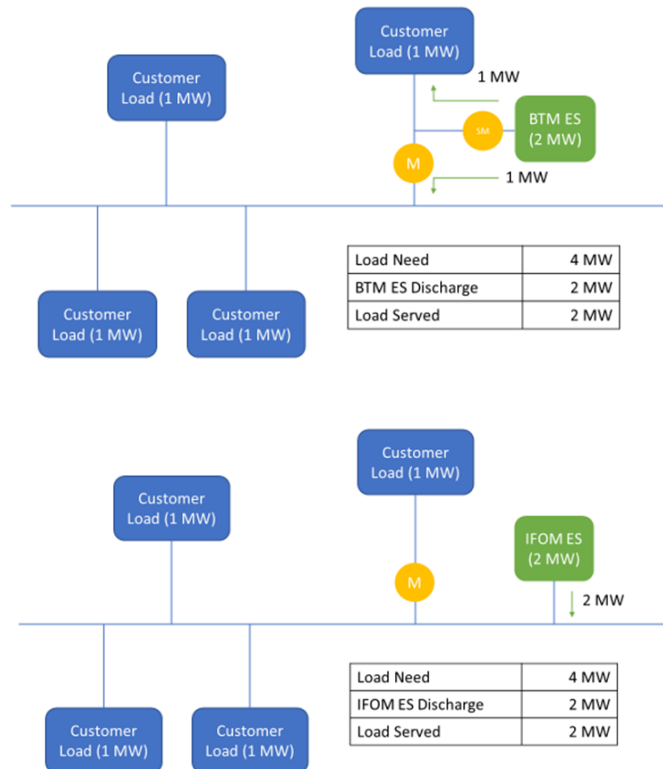 Customer
Load (1 MW)
Customer
Load (1 MW)
1 MW
BTM ES
(2 MW)
SM
M
1 MW
Customer
Load (1 MW)
Customer
Load (1 MW)
Load Need 4 MW
BTM ES Discharge 2 MW
Load Served 2 MW
Customer
Load (1 MW)
Customer
Load (1 MW)
IFOM ES
(2 MW)
M
2 MW
Customer
Load (1 MW)
Customer
Load (1 MW)
Load Need 4 MW
IFOM ES Discharge 2 MW
Load Served 2 MW